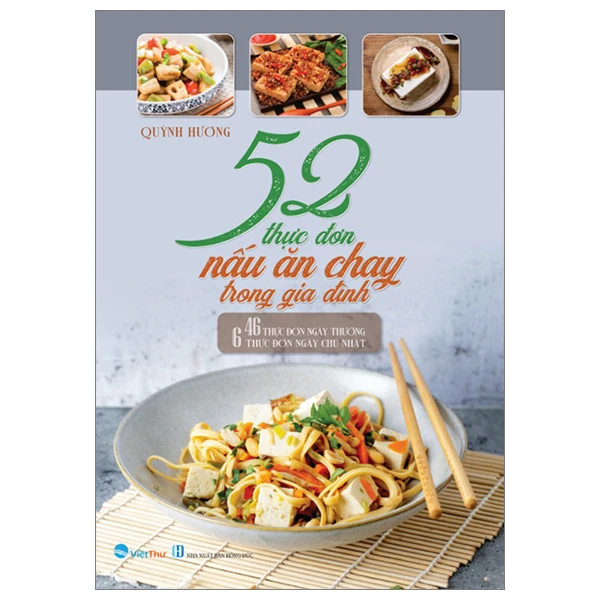 QUỲNH HƯƠNG
52
thực đơn
nấu ăn chay
trong gia đình
46 THỰC ĐƠN NGÀY THƯỜNG
6 THỰC ĐƠN NGÀY CHỦ NHẬT
ViệtThư
NHÀ XUẤT BẢN HỒNG ĐỨC